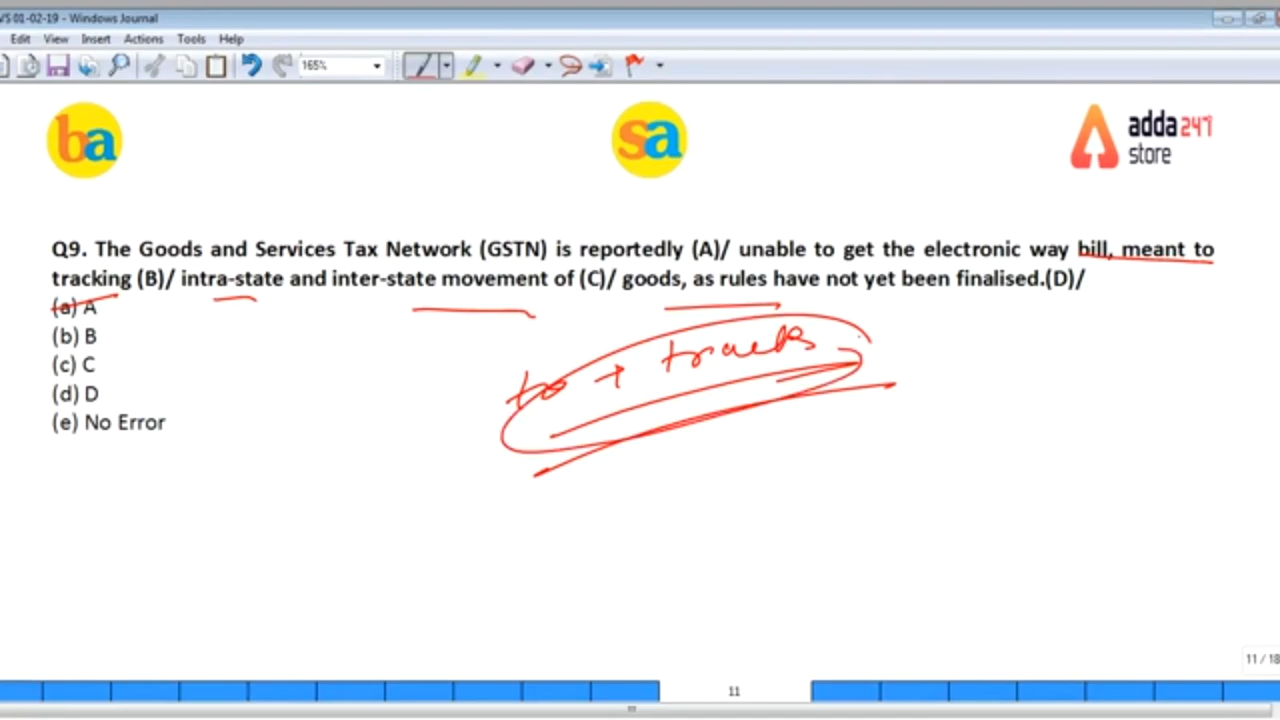 VS 01-02-19 - Windows Journal
Edit View Insert Actions Tools Help
165%
ba
sa
adda 247
store
Q9. The Goods and Services Tax Network (GSTN) is reportedly (A)/ unable to get the electronic way bill, meant to
tracking (B)/ intra-state and inter-state movement of (C)/ goods, as rules have not yet been finalised.(D)/
(a) A
(b) B
(c) C
(d) D
(e) No Error
to + track
11 / 18
11